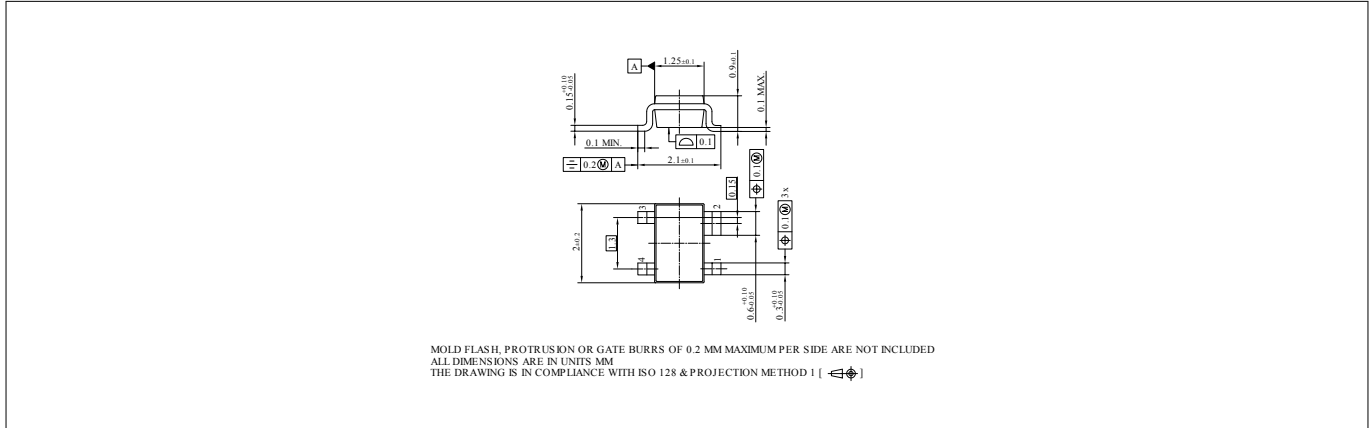 A
1.25±0.1
0.9±0.1
0.15 +0.10 -0.05
0.1 MAX.
0.1 MIN.
0.1
0.2 Ⓜ A
2.1±0.1
0.1 Ⓜ
0.15
0.1 Ⓜ 3x
3
2
2±0.2
1.3
4
1
0.6 +0.10 -0.05
0.3 +0.10 -0.05
MOLD FLASH, PROTRUSION OR GATE BURRS OF 0.2 MM MAXIMUM PER SIDE ARE NOT INCLUDED
ALL DIMENSIONS ARE IN UNITS MM
THE DRAWING IS IN COMPLIANCE WITH ISO 128 & PROJECTION METHOD 1 [ ]